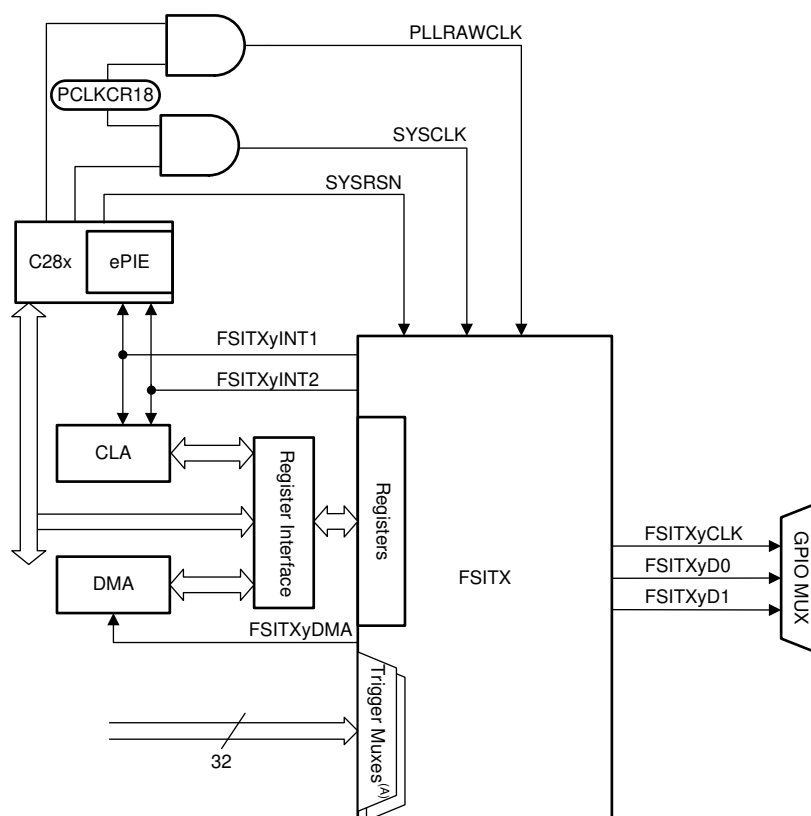 PLLRAWCLK
PCLKCR18
SYSCLK
SYSRSN
C28x
ePIE
FSITXyINT1
FSITXyINT2
CLA
Register Interface
Registers
FSITX
FSITXyCLK
FSITXyD0
FSITXyD1
GPIO MUX
DMA
FSITXyDMA
Trigger Muxes(A)
32